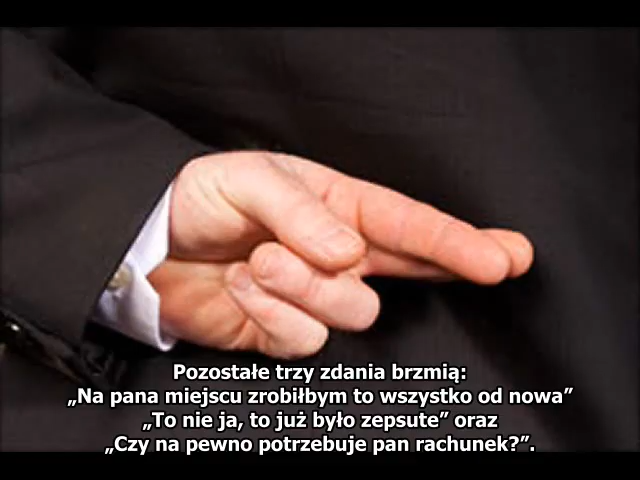 Pozostałe trzy zdania brzmią:
„Na pana miejscu zrobiłbym to wszystko od nowa”
„To nie ja, to już było zepsute” oraz
„Czy na pewno potrzebuje pan rachunek?”.